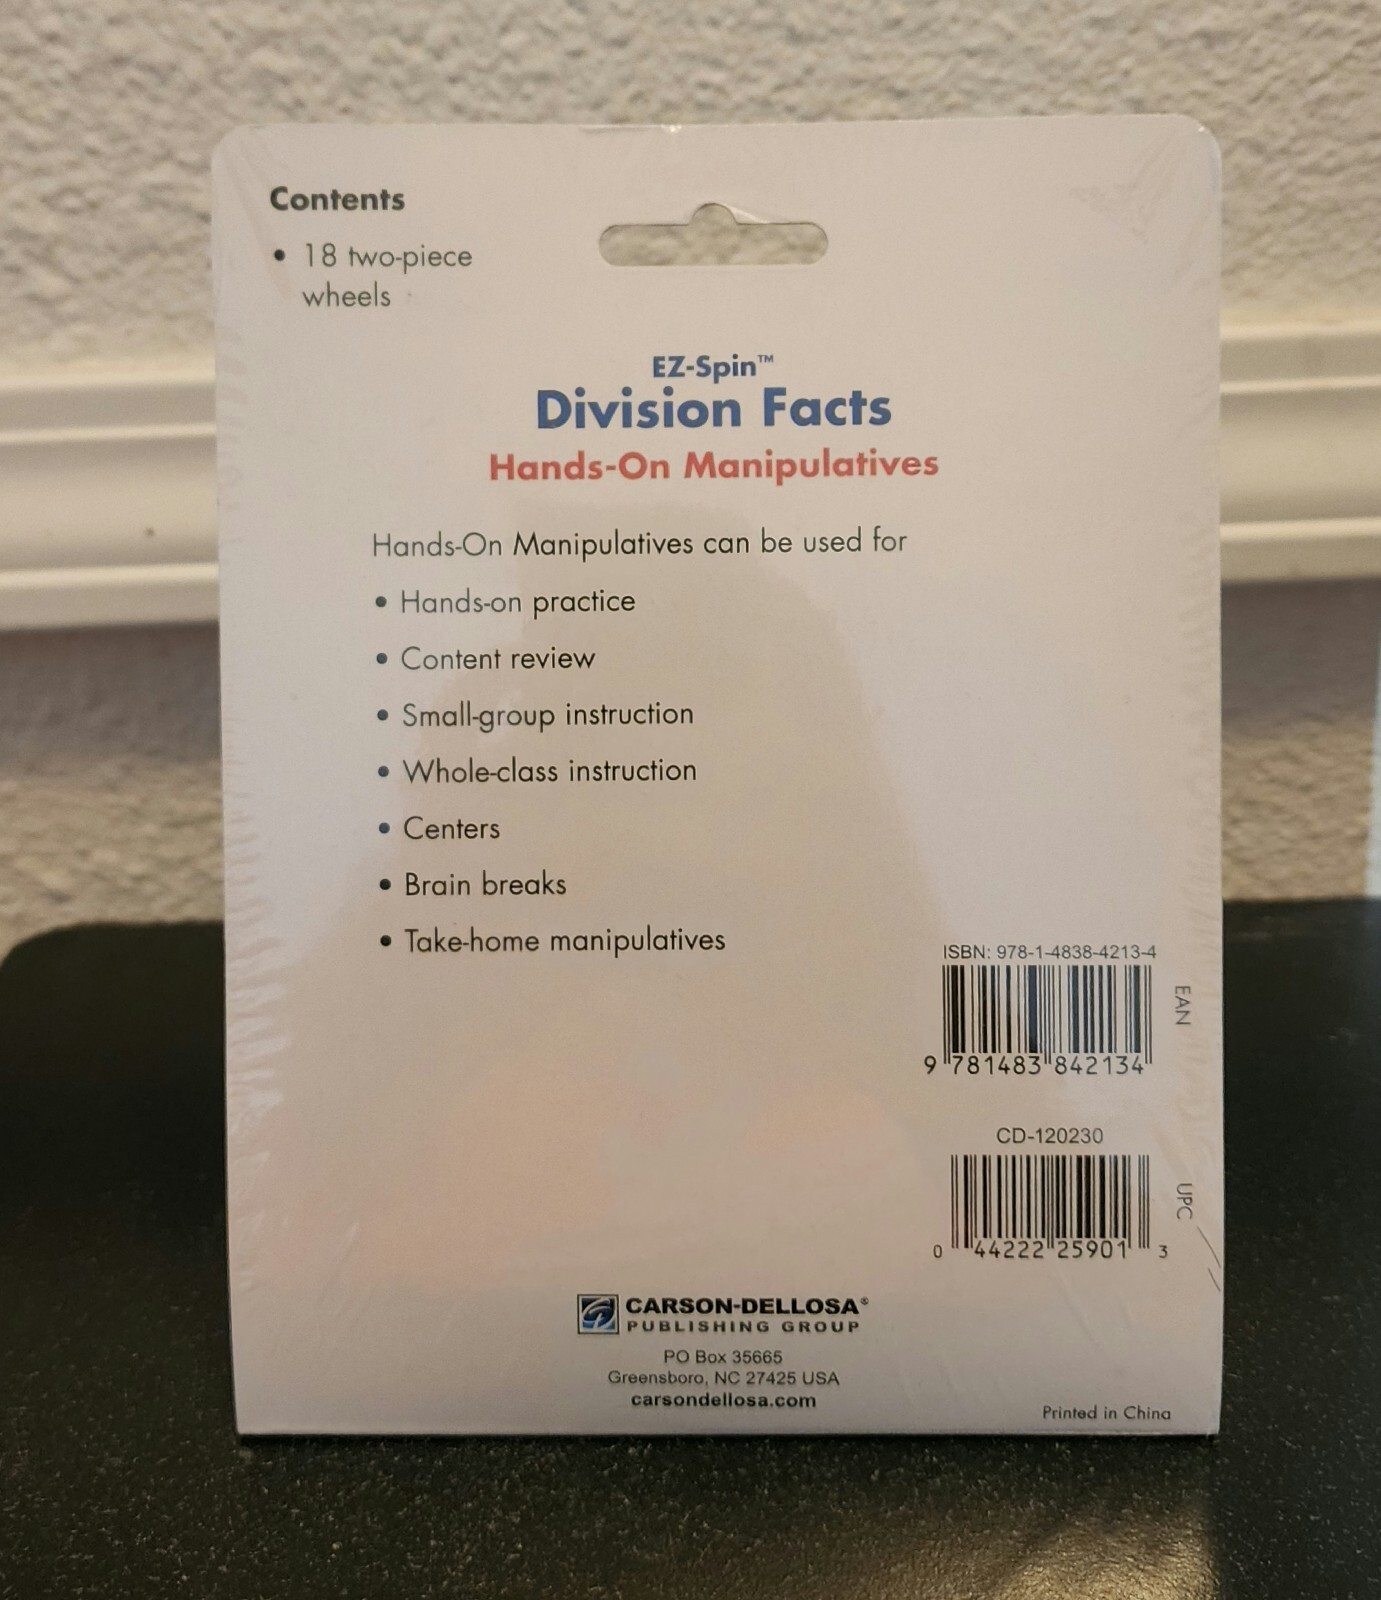 Contents
• 18 two-piece
wheels
EZ-Spin™
Division Facts
Hands-On Manipulatives
Hands-On Manipulatives can be used for
• Hands-on practice
• Content review
• Small-group instruction
• Whole-class instruction
• Centers
• Brain breaks
• Take-home manipulatives
ISBN: 978-1-4838-4213-4
EAN
9 781483 842134
CD-120230
UPC
0 44222 25901 3
CARSON-DELLOSA®
PUBLISHING GROUP
PO Box 35665
Greensboro, NC 27425 USA
carsondellosa.com
Printed in China